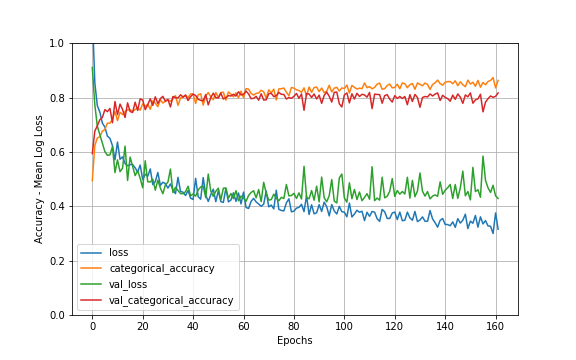 1.0
0.8
0.6
0.4
0.2
0.0
Accuracy - Mean Log Loss
loss
categorical_accuracy
val_loss
val_categorical_accuracy
0 20 40 60 80 100 120 140 160
Epochs